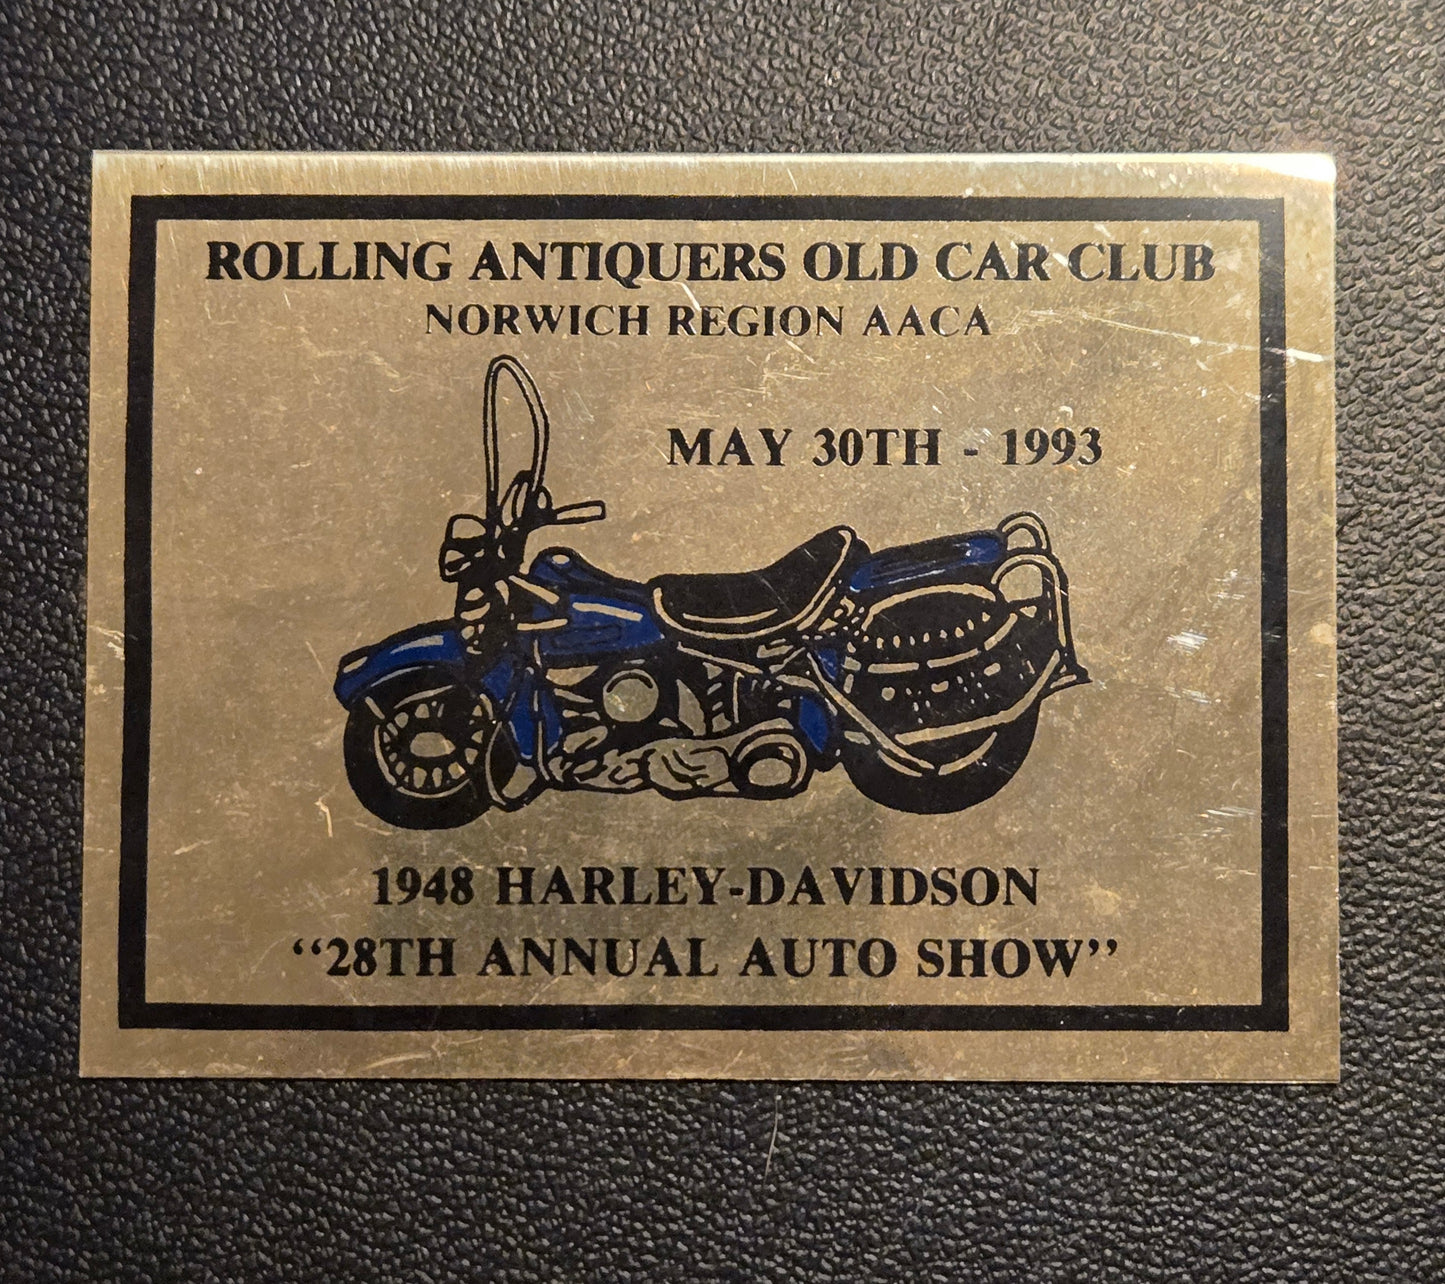 ROLLING ANTIQUERS OLD CAR CLUB
NORWICH REGION AACA
MAY 30TH - 1993
1948 HARLEY-DAVIDSON
“28TH ANNUAL AUTO SHOW”